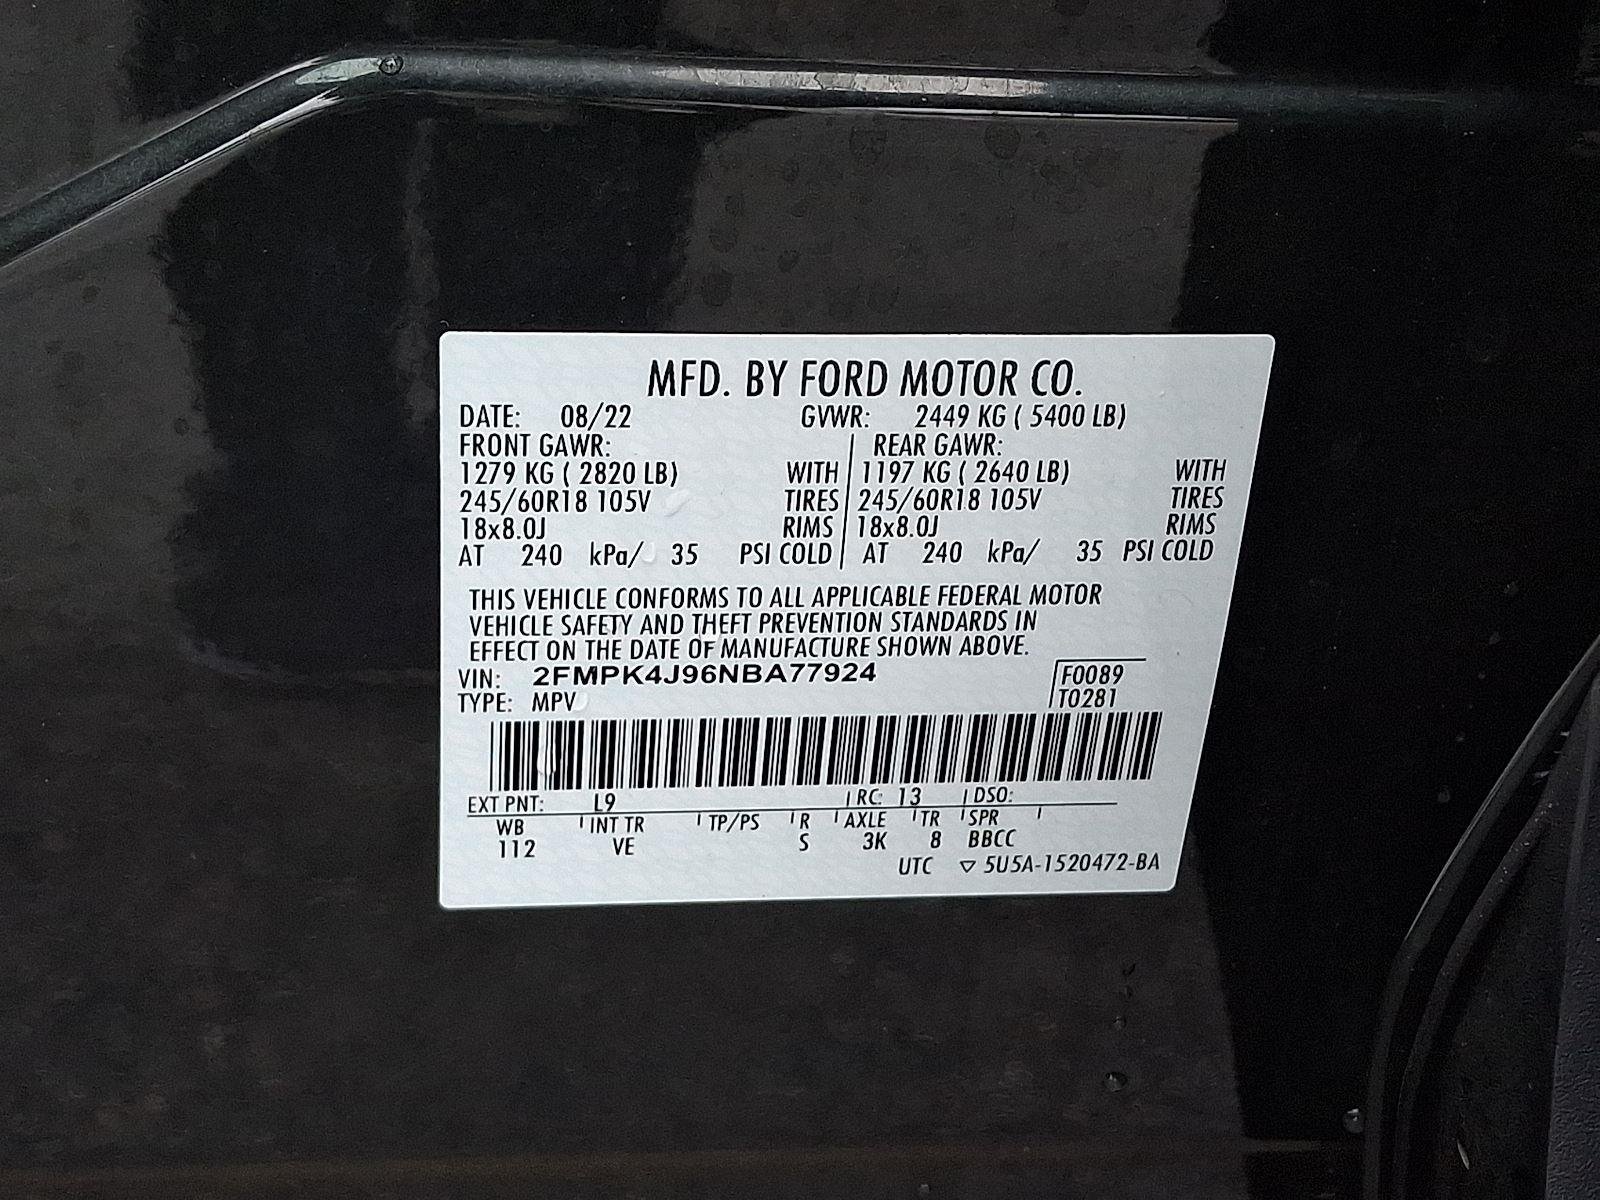 MFD. BY FORD MOTOR CO.
DATE: 08/22 GVWR: 2449 KG ( 5400 LB)
FRONT GAWR: REAR GAWR:
1279 KG ( 2820 LB) WITH 1197 KG ( 2640 LB) WITH
245/60R18 105V TIRES 245/60R18 105V TIRES
18x8.0J RIMS 18x8.0J RIMS
AT 240 kPa/ 35 PSI COLD AT 240 kPa/ 35 PSI COLD
THIS VEHICLE CONFORMS TO ALL APPLICABLE FEDERAL MOTOR
VEHICLE SAFETY AND THEFT PREVENTION STANDARDS IN
EFFECT ON THE DATE OF MANUFACTURE SHOWN ABOVE.
VIN: 2FMPK4J96NBA77924 F0089
TYPE: MPV T0281
EXT PNT: L9 RC: 13 DSO:
WB INT TR TP/PS R AXLE TR SPR
112 VE S 3K 8 BBCC
UTC ▽ 5U5A-1520472-BA